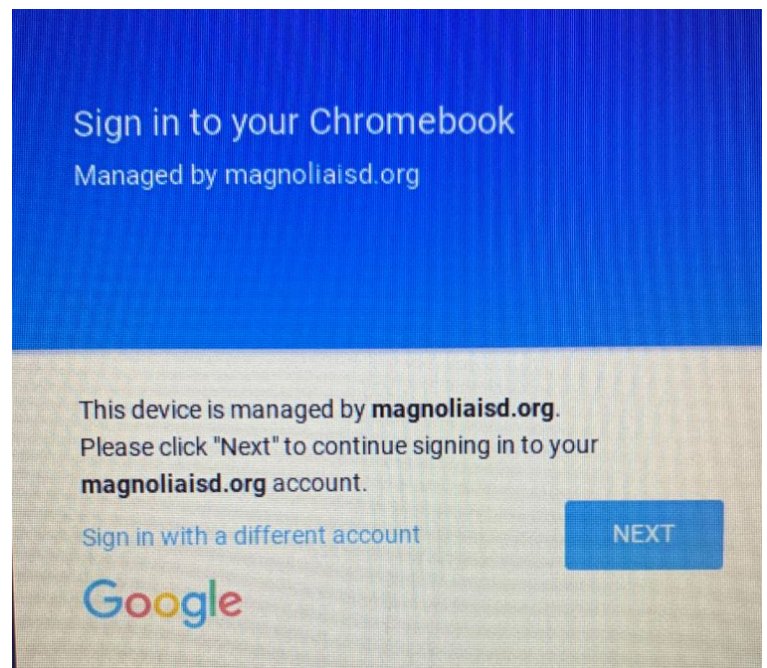 Sign in to your Chromebook
Managed by magnoliaisd.org
This device is managed by magnoliaisd.org.
Please click "Next" to continue signing in to your
magnoliaisd.org account.
Sign in with a different account
NEXT
Google